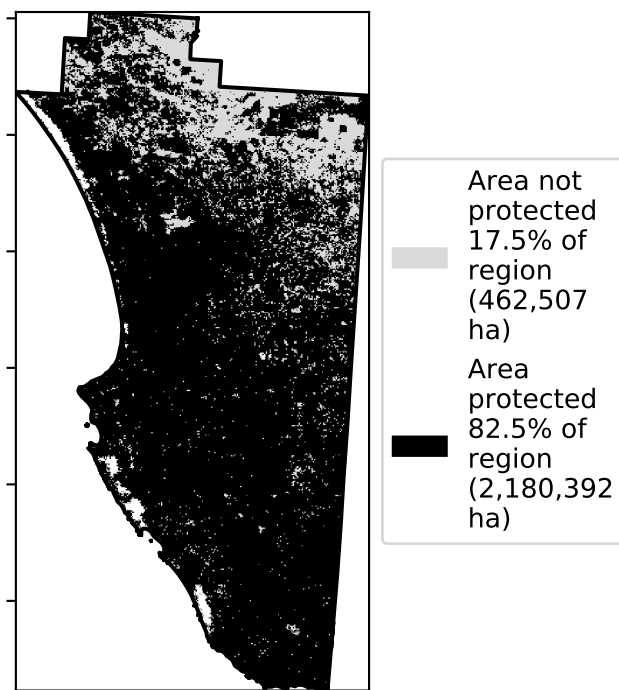 Area not
protected
17.5% of
region
(462,507
ha)
Area
protected
82.5% of
region
(2,180,392
ha)